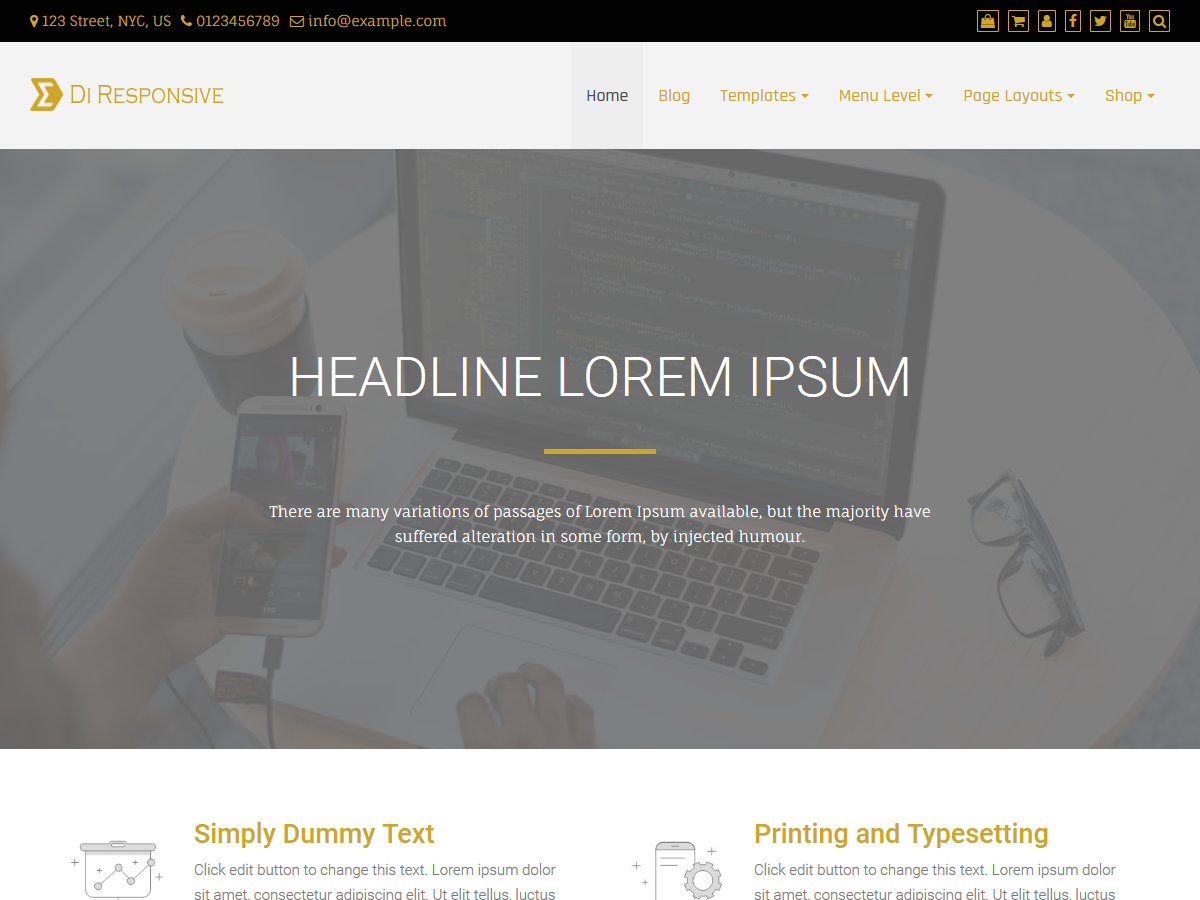 123 Street, NYC, US 0123456789 info@example.com
DI RESPONSIVE
Home Blog Templates Menu Level Page Layouts Shop
HEADLINE LOREM IPSUM
There are many variations of passages of Lorem Ipsum available, but the majority have
suffered alteration in some form, by injected humour.
Simply Dummy Text
Click edit button to change this text. Lorem ipsum dolor
sit amet, consectetur adipiscing elit. Ut elit tellus, luctus
Printing and Typesetting
Click edit button to change this text. Lorem ipsum dolor
sit amet, consectetur adipiscing elit. Ut elit tellus, luctus